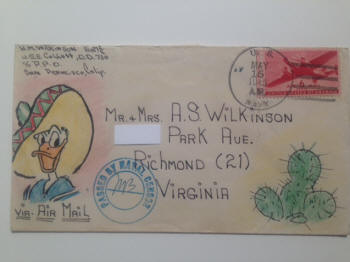 W.M. Wilkinson
U.S.S. Colhoun, D.D.
% F.P.O.
San Francisco, Calif.
U.S.
MAY
16
A.M.
NAVY
Mr. & Mrs. A.S. Wilkinson
Park Ave.
Richmond (21)
Virginia
Via- Air Mail
PASSED BY NAVAL CENSOR